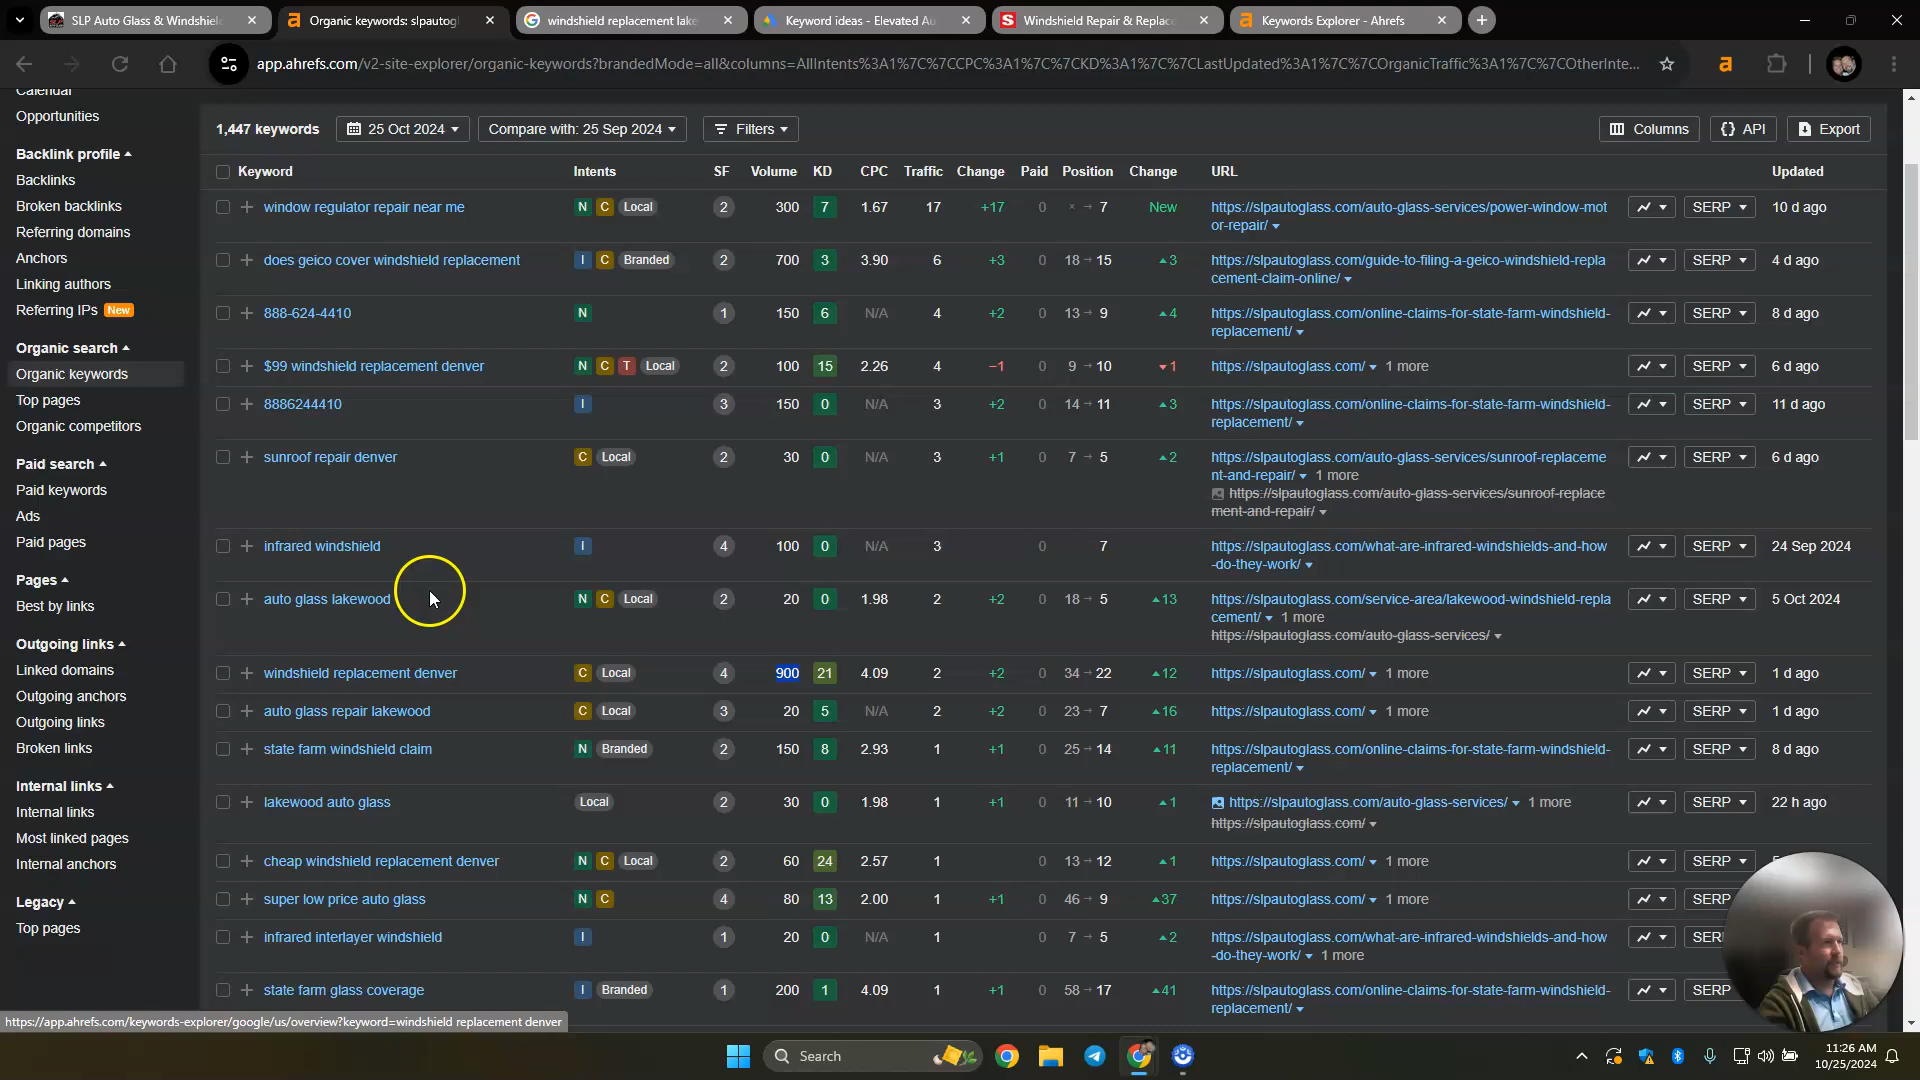 SLP Auto Glass & Windshiel
Organic keywords: slpautogl
windshield replacement lake
Keyword ideas - Elevated Au
Windshield Repair & Replac
Keywords Explorer - Ahrefs
app.ahrefs.com/v2-site-explorer/organic-keywords?brandedMode=all&columns=AllIntents%3A1%7C%7CCPC%3A1%7C%7CKD%3A1%7C%7CLastUpdated%3A1%7C%7COrganicTraffic%3A1%7C%7COtherInte...
Calendar
Opportunities
Backlink profile
Backlinks
Broken backlinks
Referring domains
Anchors
Linking authors
Referring IPs New
Organic search
Organic keywords
Top pages
Organic competitors
Paid search
Paid keywords
Ads
Paid pages
Pages
Best by links
Outgoing links
Linked domains
Outgoing anchors
Outgoing links
Broken links
Internal links
Internal links
Most linked pages
Internal anchors
Legacy
Top pages
1,447 keywords 25 Oct 2024 Compare with: 25 Sep 2024 Filters Columns API Export
Keyword Intents SF Volume KD CPC Traffic Change Paid Position Change URL Updated
window regulator repair near me N C Local 2 300 7 1.67 17 +17 0 × → 7 New https://slpautoglass.com/auto-glass-services/power-window-mot SERP 10 d ago
or-repair/
does geico cover windshield replacement I C Branded 2 700 3 3.90 6 +3 0 18 → 15 3 https://slpautoglass.com/guide-to-filing-a-geico-windshield-repla SERP 4 d ago
cement-claim-online/
888-624-4410 N 1 150 6 N/A 4 +2 0 13 → 9 4 https://slpautoglass.com/online-claims-for-state-farm-windshield- SERP 8 d ago
replacement/
$99 windshield replacement denver N C T Local 2 100 15 2.26 4 −1 0 9 → 10 1 https://slpautoglass.com/ 1 more SERP 6 d ago
8886244410 I 3 150 0 N/A 3 +2 0 14 → 11 3 https://slpautoglass.com/online-claims-for-state-farm-windshield- SERP 11 d ago
replacement/
sunroof repair denver C Local 2 30 0 N/A 3 +1 0 7 → 5 2 https://slpautoglass.com/auto-glass-services/sunroof-replaceme SERP 6 d ago
nt-and-repair/ 1 more
https://slpautoglass.com/auto-glass-services/sunroof-replace
ment-and-repair/
infrared windshield I 4 100 0 N/A 3 0 7 https://slpautoglass.com/what-are-infrared-windshields-and-how SERP 24 Sep 2024
-do-they-work/
auto glass lakewood N C Local 2 20 0 1.98 2 +2 0 18 → 5 13 https://slpautoglass.com/service-area/lakewood-windshield-repla SERP 5 Oct 2024
cement/ 1 more
https://slpautoglass.com/auto-glass-services/
windshield replacement denver C Local 4 900 21 4.09 2 +2 0 34 → 22 12 https://slpautoglass.com/ 1 more SERP 1 d ago
auto glass repair lakewood C Local 3 20 5 N/A 2 +2 0 23 → 7 16 https://slpautoglass.com/ 1 more SERP 1 d ago
state farm windshield claim N Branded 2 150 8 2.93 1 +1 0 25 → 14 11 https://slpautoglass.com/online-claims-for-state-farm-windshield- SERP 8 d ago
replacement/
lakewood auto glass Local 2 30 0 1.98 1 +1 0 11 → 10 1 https://slpautoglass.com/auto-glass-services/ 1 more SERP 22 h ago
https://slpautoglass.com/
cheap windshield replacement denver N C Local 2 60 24 2.57 1 0 13 → 12 1 https://slpautoglass.com/ 1 more SERP
super low price auto glass N C 4 80 13 2.00 1 +1 0 46 → 9 37 https://slpautoglass.com/ 1 more SERP
infrared interlayer windshield I 1 20 0 N/A 1 0 7 → 5 2 https://slpautoglass.com/what-are-infrared-windshields-and-how
-do-they-work/ 1 more
state farm glass coverage I Branded 1 200 1 4.09 1 +1 0 58 → 17 41 https://slpautoglass.com/online-claims-for-state-farm-windshield- SERP
replacement/
https://app.ahrefs.com/keywords-explorer/google/us/overview?keyword=windshield replacement denver
Search
11:26 AM
10/25/2024